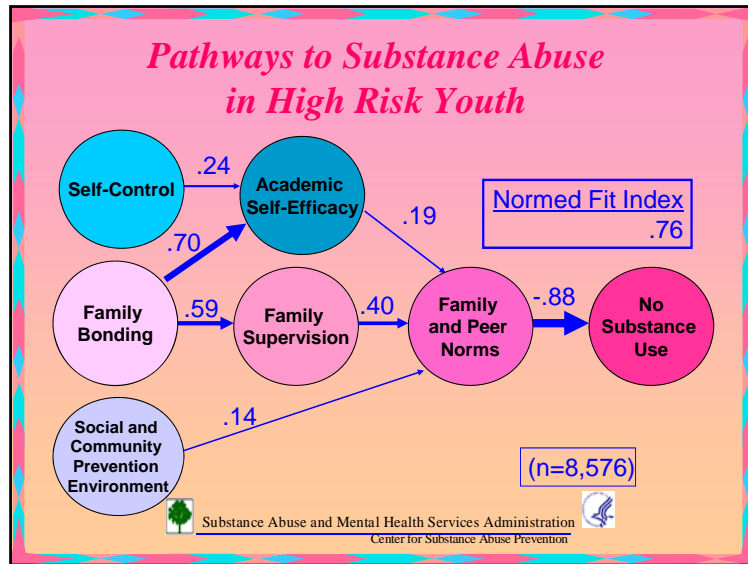 Pathways to Substance Abuse
in High Risk Youth
Self-Control
.24
Academic
Self-Efficacy
.19
Normed Fit Index
.76
.70
Family
Bonding
.59
Family
Supervision
.40
Family
and Peer
Norms
-.88
No
Substance
Use
.14
Social and
Community
Prevention
Environment
(n=8,576)
Substance Abuse and Mental Health Services Administration
Center for Substance Abuse Prevention